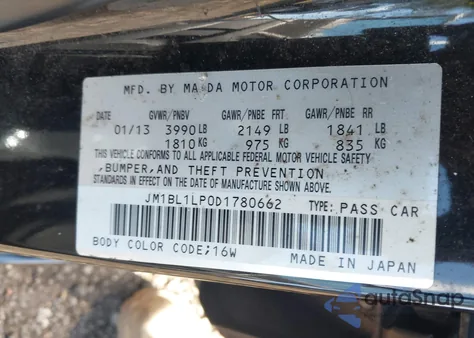 MFD. BY MAZDA MOTOR CORPORATION
DATE GVWR/PNBV GAWR/PNBE FRT GAWR/PNBE RR
01/13 3990 LB 2149 LB 1841 LB
1810 KG 975 KG 835 KG
THIS VEHICLE CONFORMS TO ALL APPLICABLE FEDERAL MOTOR VEHICLE SAFETY
, BUMPER, AND THEFT PREVENTION
STANDARDS IN EFFECT ON THE DATE OF MANUFACTURE SHOWN ABOVE.
JM1BL1LP0D1780662 TYPE: PASS CAR
BODY COLOR CODE;16W MADE IN JAPAN
autoSnap